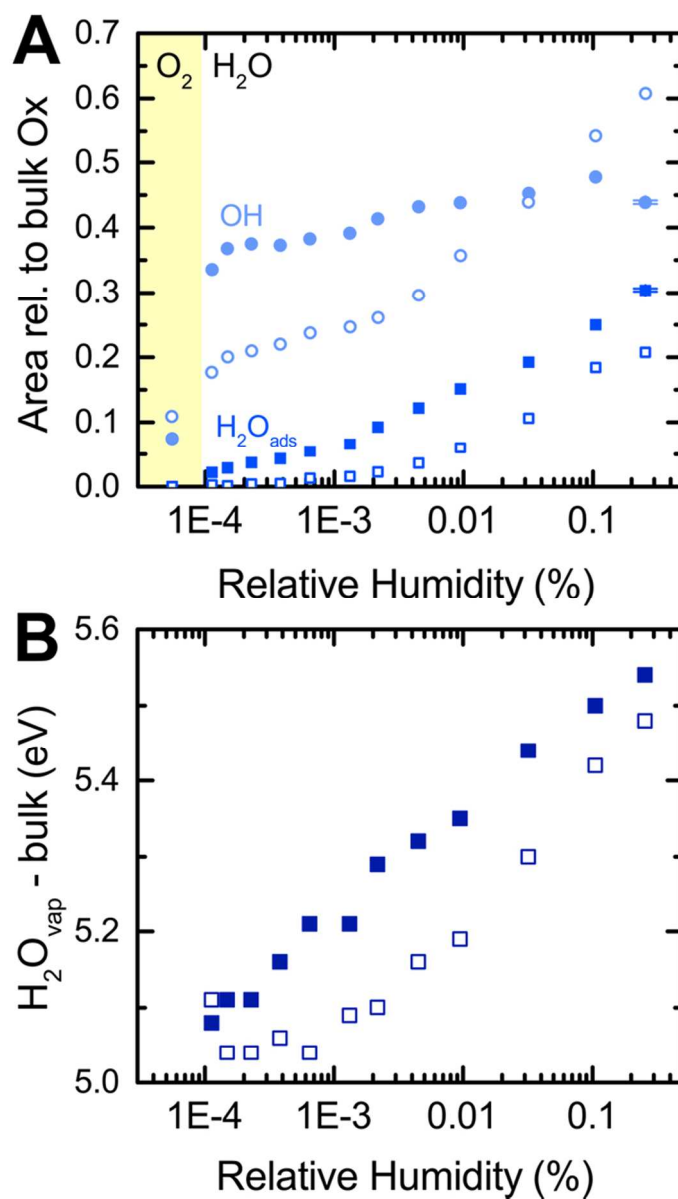 A
O₂ H₂O
0.7
0.6
0.5
0.4
0.3
0.2
0.1
0.0
Area rel. to bulk Ox
OH
H₂Oₐds
1E-4 1E-3 0.01 0.1
Relative Humidity (%)
B
5.6
5.4
5.2
5.0
H₂Oᵥₐₚ - bulk (eV)
1E-4 1E-3 0.01 0.1
Relative Humidity (%)